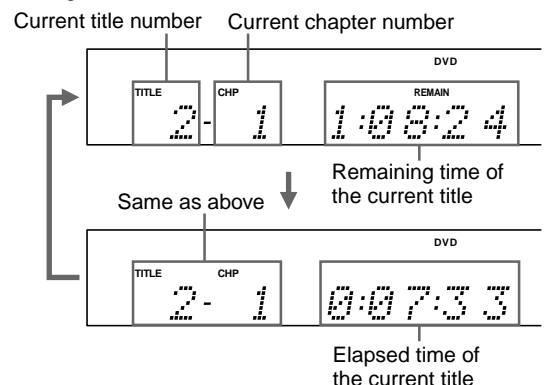 Current title number Current chapter number
DVD
TITLE CHP REMAIN
2- 1 1:08:24
Remaining time of
the current title
Same as above
DVD
TITLE CHP
2- 1 0:07:33
Elapsed time of
the current title